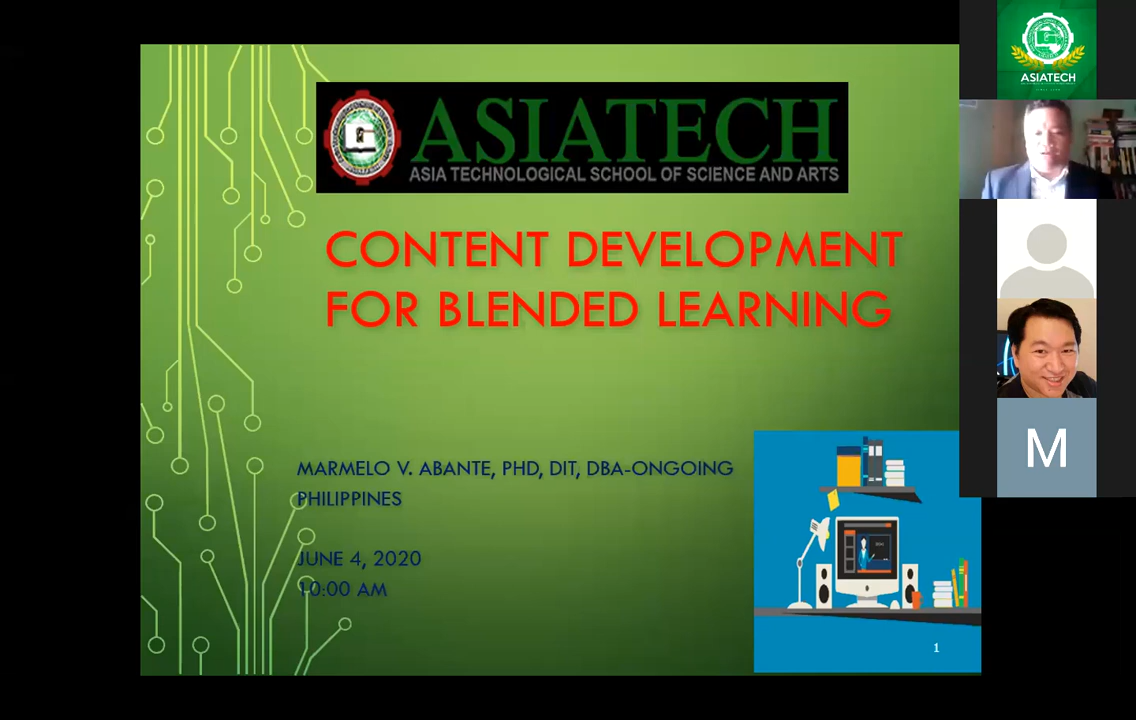 ASIATECH
ASIA TECHNOLOGICAL SCHOOL OF SCIENCE AND ARTS
CONTENT DEVELOPMENT
FOR BLENDED LEARNING
MARMELO V. ABANTE, PHD, DIT, DBA-ONGOING
PHILIPPINES
JUNE 4, 2020
10:00 AM
1
ASIATECH
M